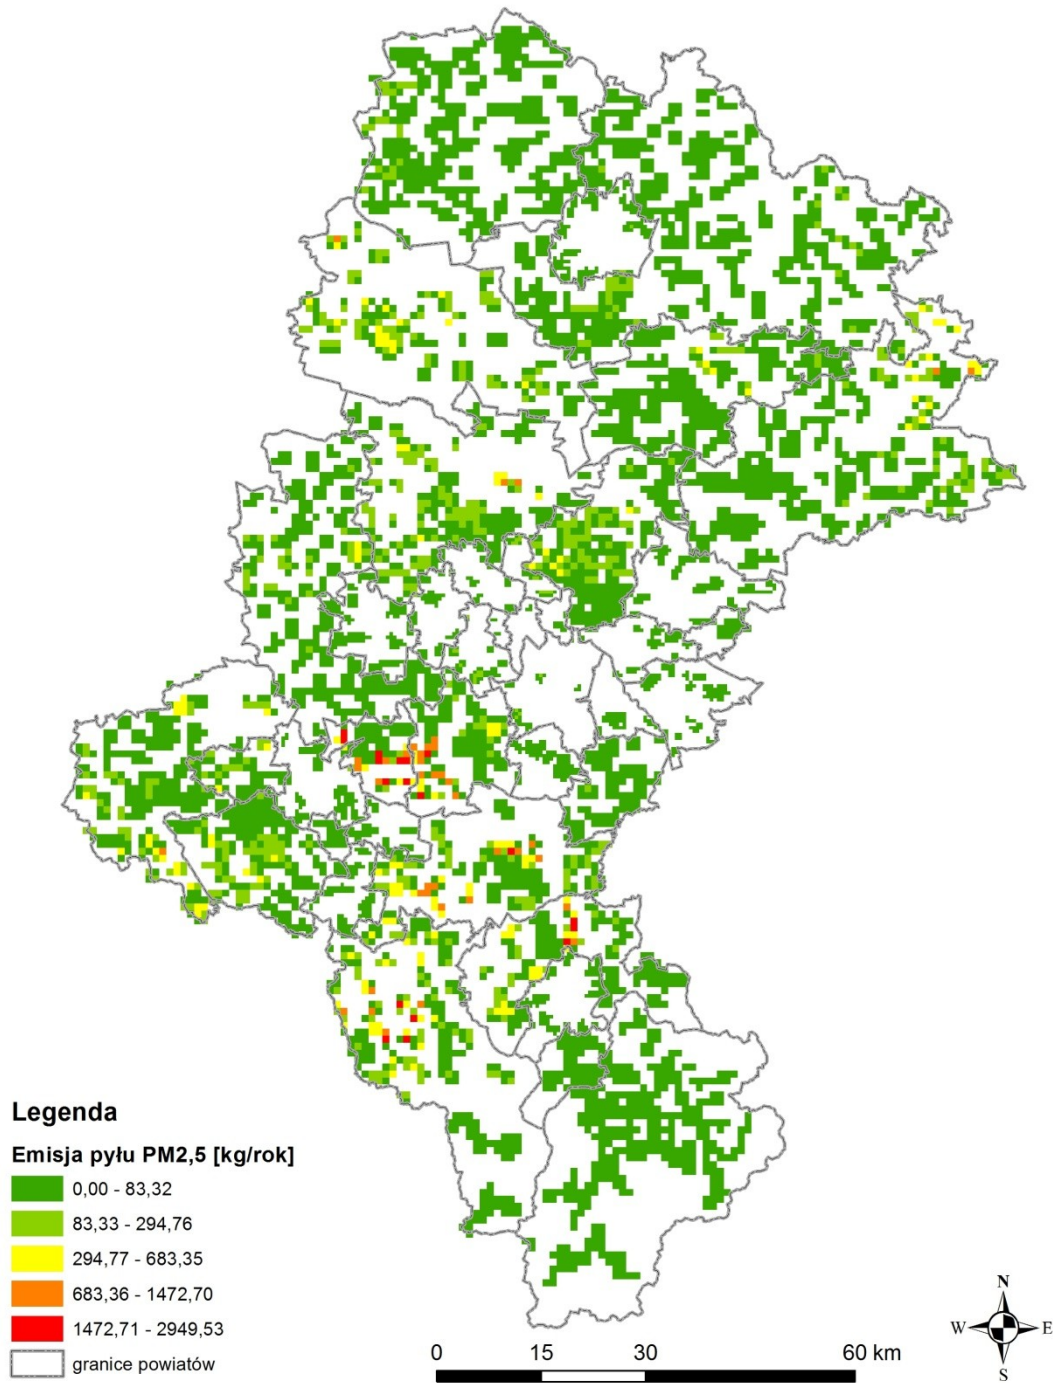 Legenda
Emisja pyłu PM2,5 [kg/rok]
0,00 - 83,32
83,33 - 294,76
294,77 - 683,35
683,36 - 1472,70
1472,71 - 2949,53
granice powiatów
0 15 30 60 km
N
W E
S